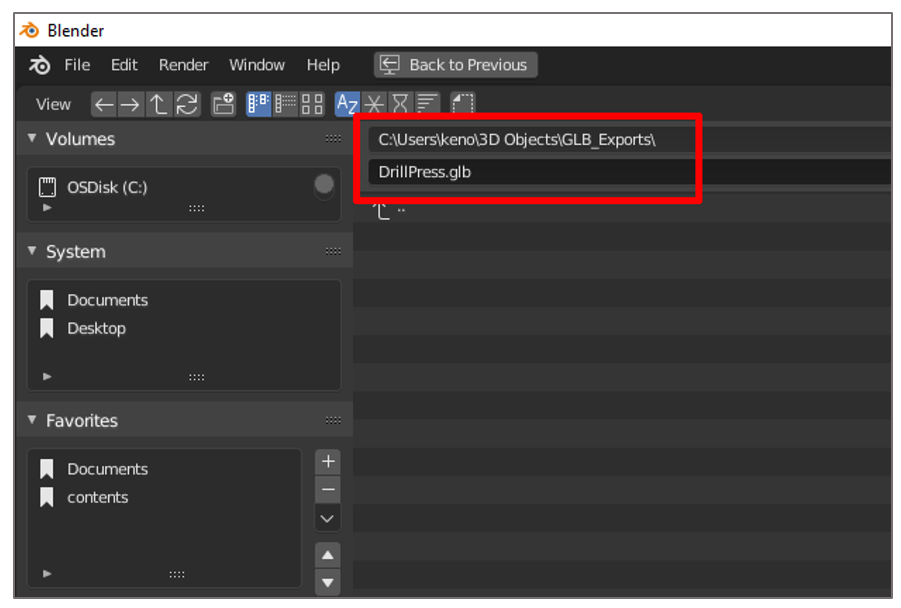 Blender
File Edit Render Window Help Back to Previous
View
Volumes
C:\Users\keno\3D Objects\GLB_Exports\
DrillPress.glb
OSDisk (C:)
..
System
Documents
Desktop
Favorites
Documents
contents